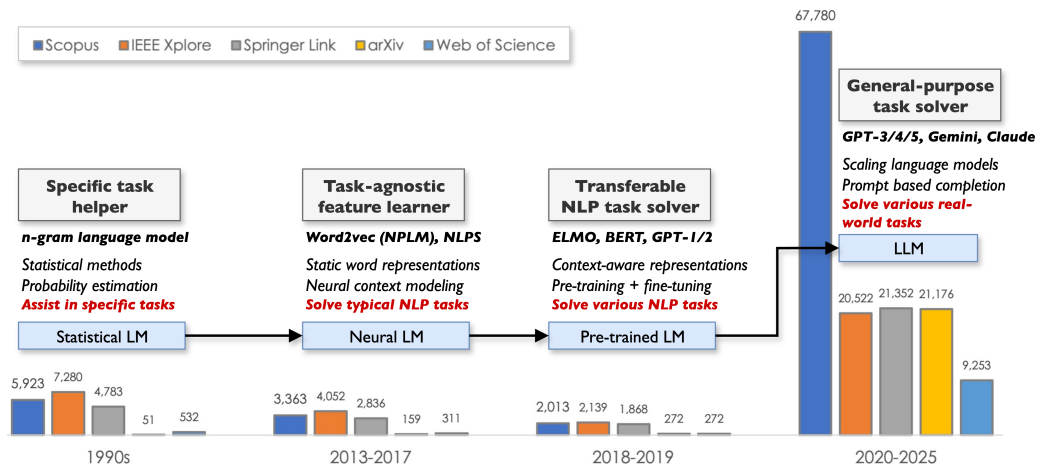 67,780
Scopus IEEE Xplore Springer Link arXiv Web of Science
General-purpose
task solver
GPT-3/4/5, Gemini, Claude
Scaling language models
Prompt based completion
Solve various real-
world tasks
LLM
Specific task
helper
n-gram language model
Statistical methods
Probability estimation
Assist in specific tasks
Statistical LM
Task-agnostic
feature learner
Word2vec (NPLM), NLPS
Static word representations
Neural context modeling
Solve typical NLP tasks
Neural LM
Transferable
NLP task solver
ELMO, BERT, GPT-1/2
Context-aware representations
Pre-training + fine-tuning
Solve various NLP tasks
Pre-trained LM
5,923 7,280 4,783 51 532
3,363 4,052 2,836 159 311
2,013 2,139 1,868 272 272
20,522 21,352 21,176 9,253
1990s 2013-2017 2018-2019 2020-2025